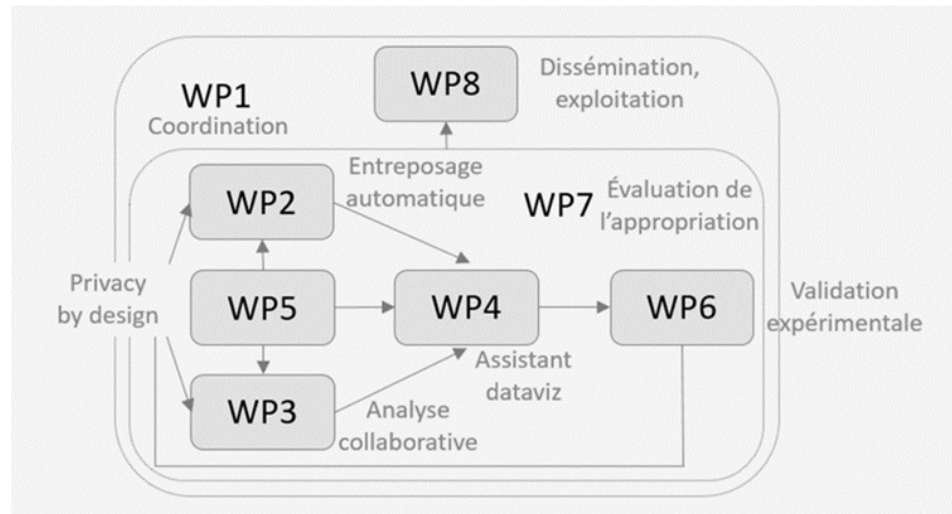 WP1
Coordination
WP8
Dissémination,
exploitation
WP2
Entreposage
automatique
WP7
Évaluation de
l'appropriation
Privacy
by design
WP5
WP4
WP6
Validation
expérimentale
Assistant
dataviz
WP3
Analyse
collaborative